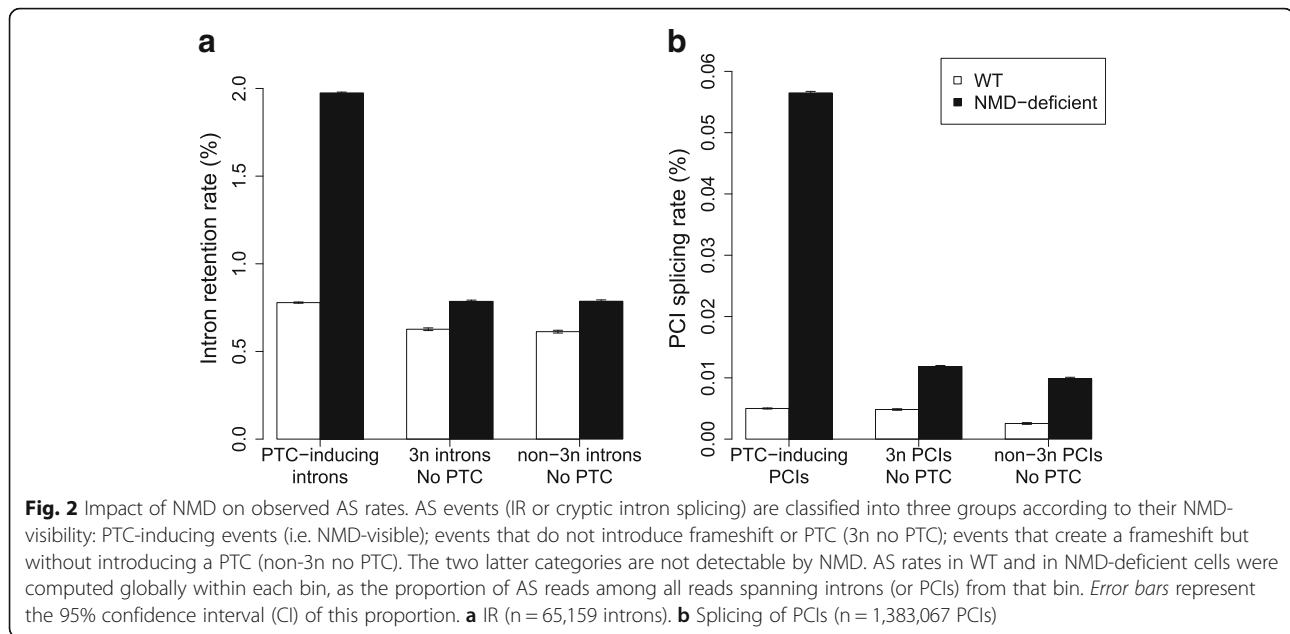 a
Intron retention rate (%)
0.0
0.5
1.0
1.5
2.0
PTC−inducing introns
3n introns No PTC
non−3n introns No PTC
b
WT
NMD−deficient
PCI splicing rate (%)
0.00
0.01
0.02
0.03
0.04
0.05
0.06
PTC−inducing PCIs
3n PCIs No PTC
non−3n PCIs No PTC
Fig. 2 Impact of NMD on observed AS rates. AS events (IR or cryptic intron splicing) are classified into three groups according to their NMD-
visibility: PTC-inducing events (i.e. NMD-visible); events that do not introduce frameshift or PTC (3n no PTC); events that create a frameshift but
without introducing a PTC (non-3n no PTC). The two latter categories are not detectable by NMD. AS rates in WT and in NMD-deficient cells were
computed globally within each bin, as the proportion of AS reads among all reads spanning introns (or PCIs) from that bin. Error bars represent
the 95% confidence interval (CI) of this proportion. a IR (n = 65,159 introns). b Splicing of PCIs (n = 1,383,067 PCIs)